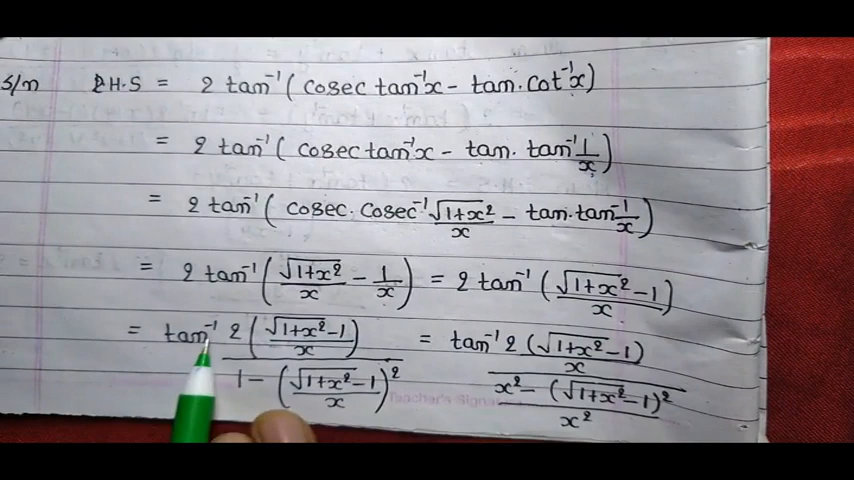 S/n L.H.S = 2 tan⁻¹ ( cosec tan⁻¹x - tan. cot⁻¹x )
= 2 tan⁻¹ ( cosec tan⁻¹x - tan. tan⁻¹ 1/x )
= 2 tan⁻¹ ( cosec. cosec⁻¹ √(1+x²)/x - tan. tan⁻¹ 1/x )
= 2 tan⁻¹ ( √(1+x²)/x - 1/x ) = 2 tan⁻¹ ( (√(1+x²) - 1)/x )
= tan⁻¹ 2 ( (√(1+x²) - 1)/x ) / ( 1 - ( (√(1+x²) - 1)/x )² ) = tan⁻¹ 2 (√(1+x²) - 1)/x / ( ( x² - (√(1+x²) - 1)² )/x² )
Teacher's Signa